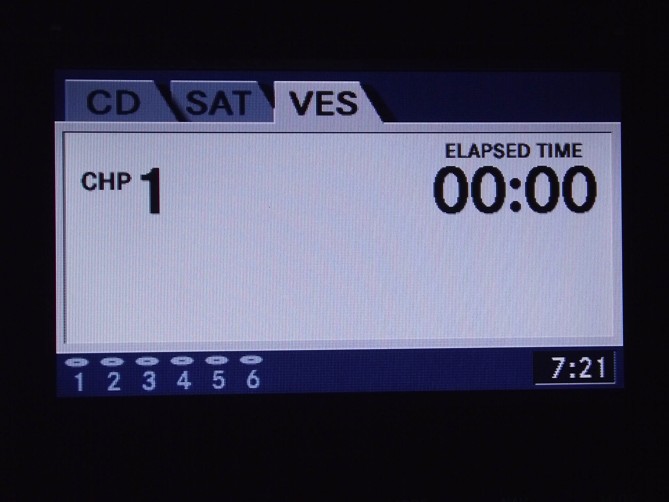 CD SAT VES
ELAPSED TIME
CHP 1 00:00
1 2 3 4 5 6 7:21